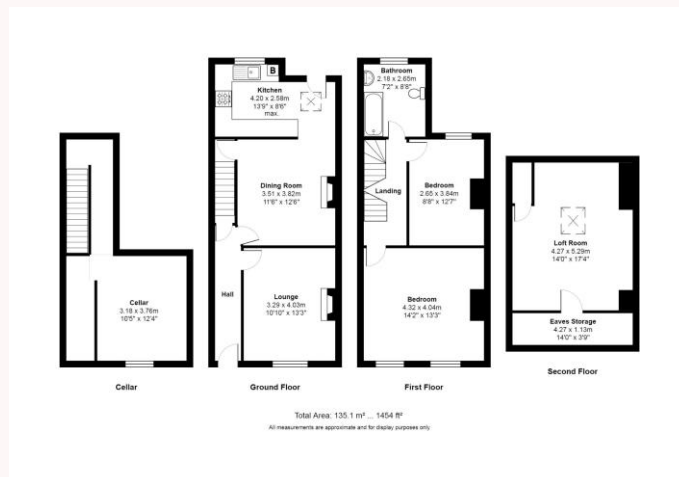 Cellar
3.18 x 3.76m
10'5" x 12'4"
Cellar
B
Kitchen
4.20 x 2.58m
13'9" x 8'6"
max.
Dining Room
3.51 x 3.82m
11'6" x 12'6"
Hall
Lounge
3.29 x 4.03m
10'10" x 13'3"
Ground Floor
Bathroom
2.18 x 2.65m
7'2" x 8'8"
Landing
Bedroom
2.65 x 3.84m
8'8" x 12'7"
Bedroom
4.32 x 4.04m
14'2" x 13'3"
First Floor
Loft Room
4.27 x 5.29m
14'0" x 17'4"
Eaves Storage
4.27 x 1.13m
14'0" x 3'9"
Second Floor
Total Area: 135.1 m² ... 1454 ft²
All measurements are approximate and for display purposes only